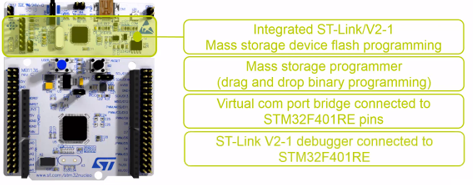 Integrated ST-Link/V2-1
Mass storage device flash programming
Mass storage programmer
(drag and drop binary programming)
Virtual com port bridge connected to
STM32F401RE pins
ST-Link V2-1 debugger connected to
STM32F401RE
ST